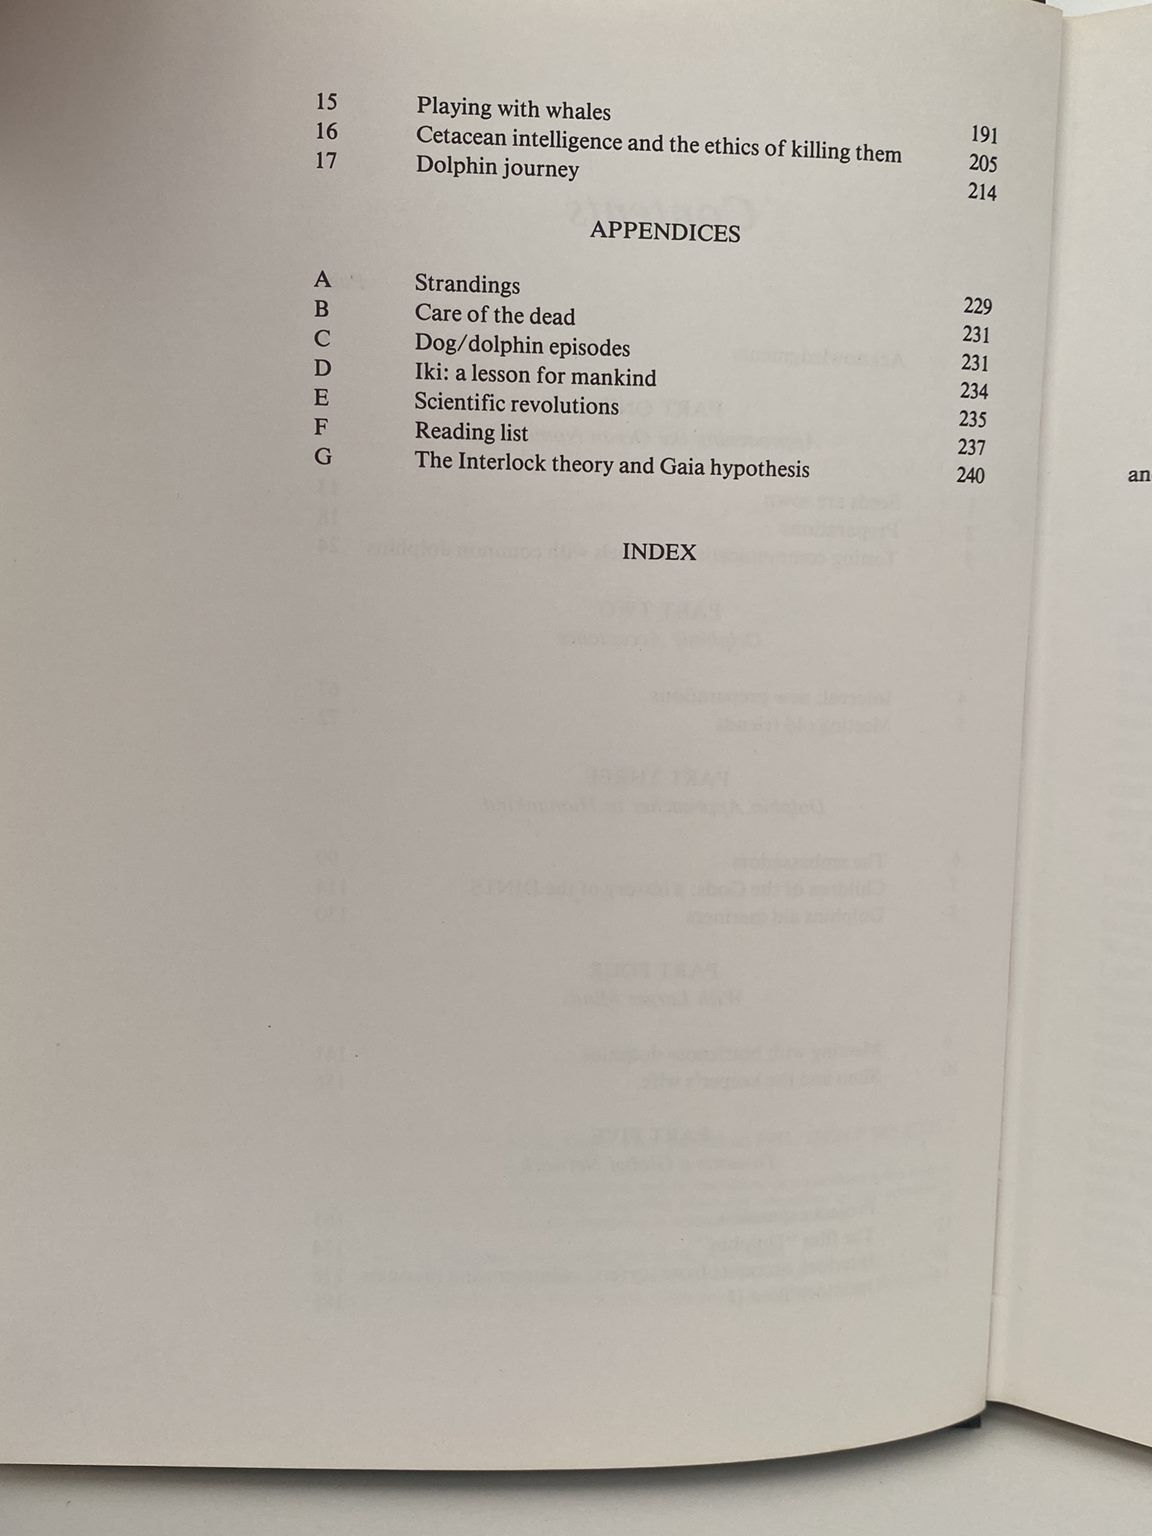 15 Playing with whales 191
16 Cetacean intelligence and the ethics of killing them 205
17 Dolphin journey 214
APPENDICES
A Strandings 229
B Care of the dead 231
C Dog/dolphin episodes 231
D Iki: a lesson for mankind 234
E Scientific revolutions 235
F Reading list 237
G The Interlock theory and Gaia hypothesis 240
INDEX